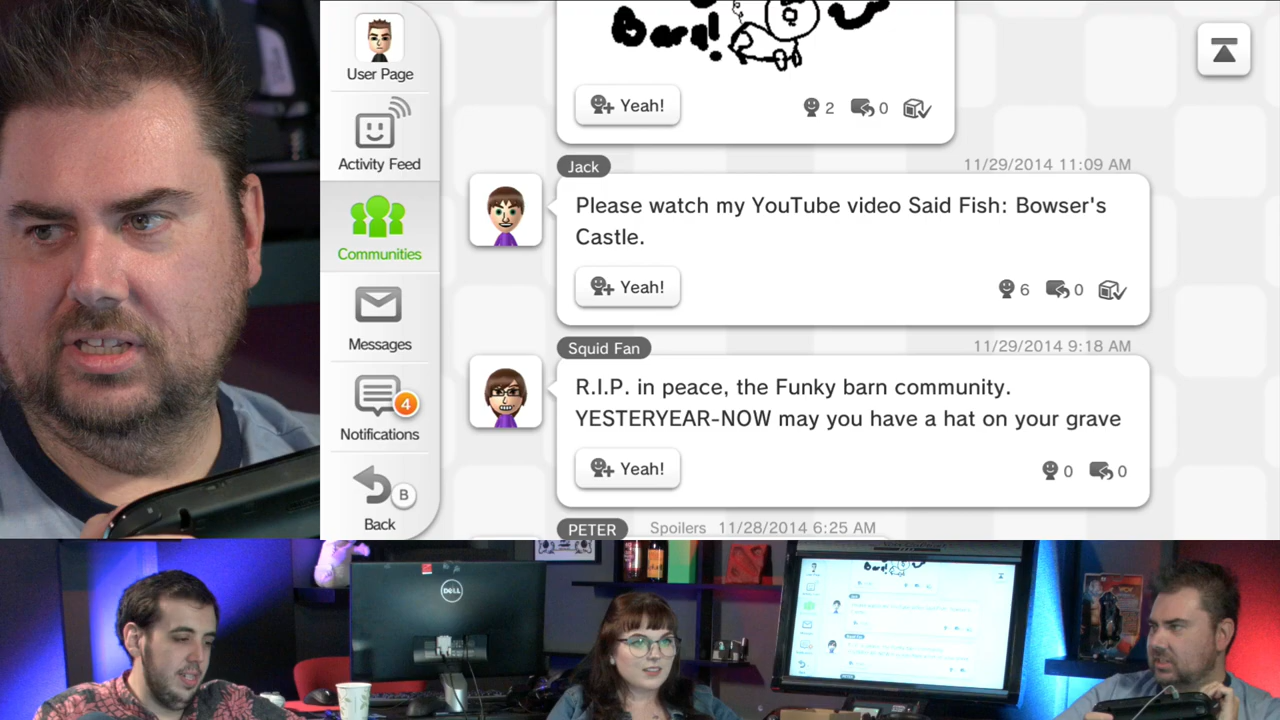 Barn!
User Page
Yeah!
2
0
Activity Feed
Jack
11/29/2014 11:09 AM
Please watch my YouTube video Said Fish: Bowser's
Castle.
Communities
Yeah!
6
0
Messages
Squid Fan
11/29/2014 9:18 AM
R.I.P. in peace, the Funky barn community.
YESTERYEAR-NOW may you have a hat on your grave
4
Notifications
Yeah!
0
0
B
Back
PETER
Spoilers
11/28/2014 6:25 AM
DELL